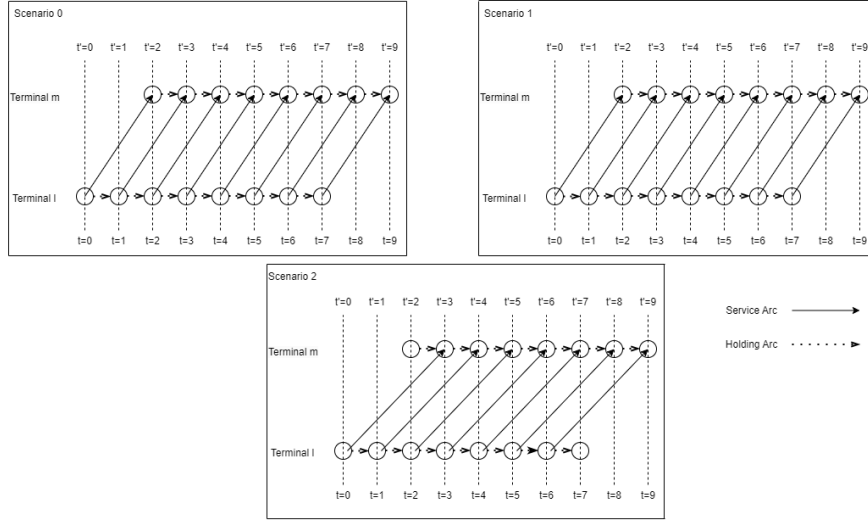 Scenario 0
t'=0 t'=1 t'=2 t'=3 t'=4 t'=5 t'=6 t'=7 t'=8 t'=9
Terminal m
Terminal l
t=0 t=1 t=2 t=3 t=4 t=5 t=6 t=7 t=8 t=9
Scenario 1
t'=0 t'=1 t'=2 t'=3 t'=4 t'=5 t'=6 t'=7 t'=8 t'=9
Terminal m
Terminal l
t=0 t=1 t=2 t=3 t=4 t=5 t=6 t=7 t=8 t=9
Scenario 2
t'=0 t'=1 t'=2 t'=3 t'=4 t'=5 t'=6 t'=7 t'=8 t'=9
Terminal m
Terminal l
t=0 t=1 t=2 t=3 t=4 t=5 t=6 t=7 t=8 t=9
Service Arc
Holding Arc